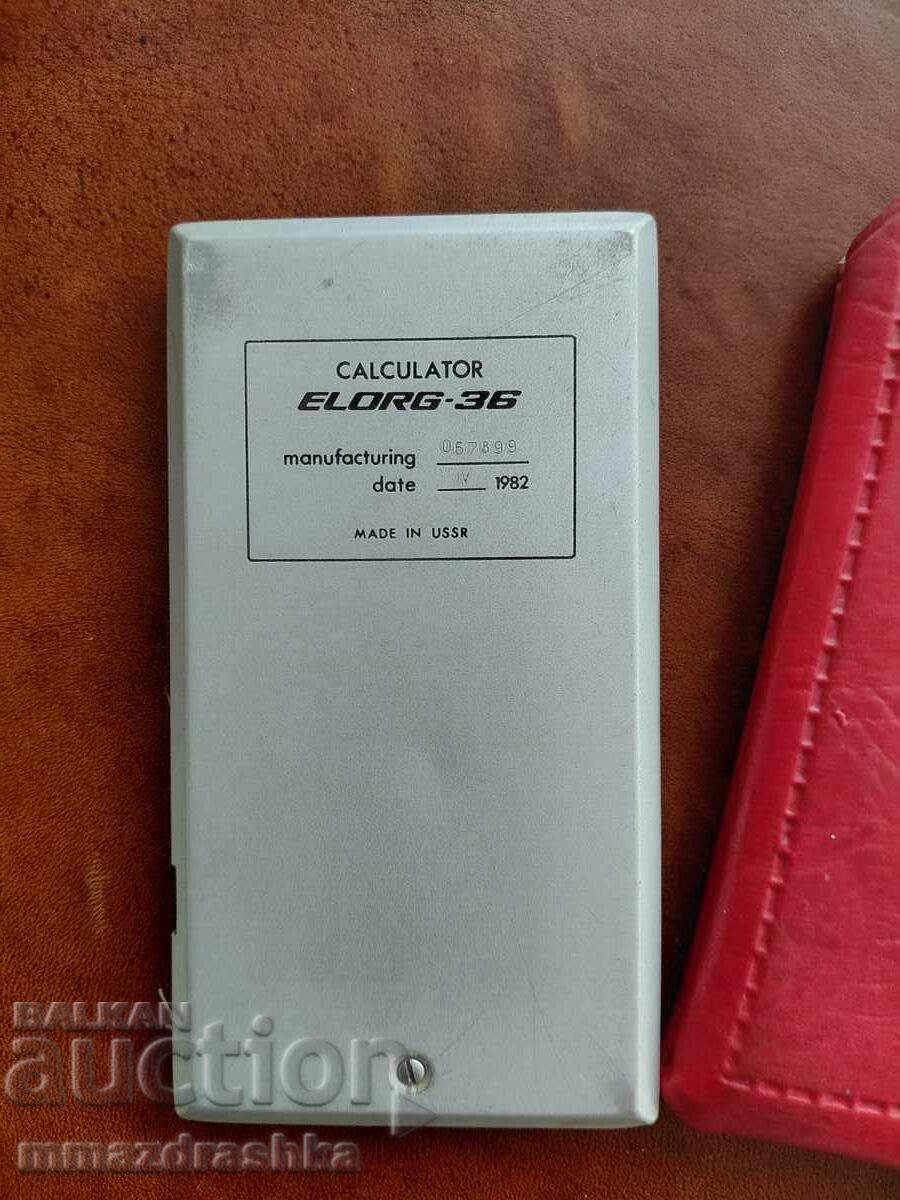 CALCULATOR
ELORG-36
manufacturing 067899
date IV 1982
MADE IN USSR
BALKAN
auction
mmazdrashka